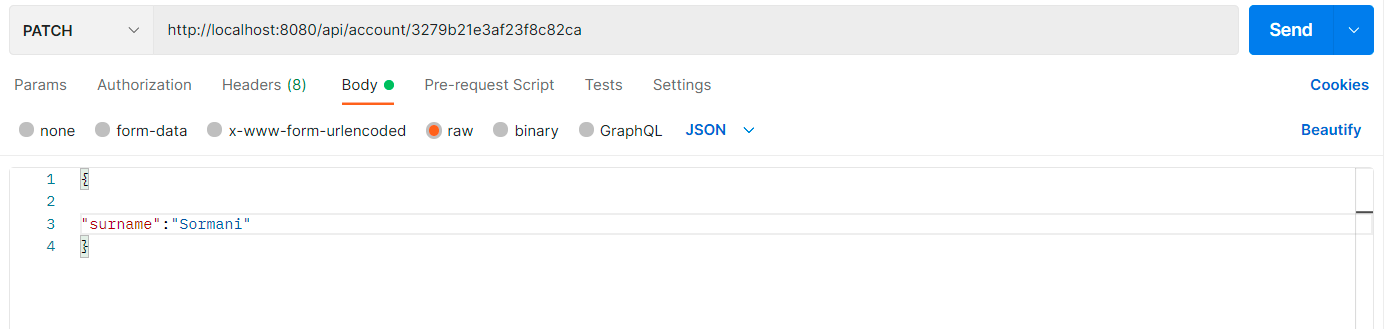 PATCH http://localhost:8080/api/account/3279b21e3af23f8c82ca Send
Params Authorization Headers (8) Body Pre-request Script Tests Settings Cookies
none form-data x-www-form-urlencoded raw binary GraphQL JSON Beautify
1 {
2
3 "surname":"Sormani"
4 }